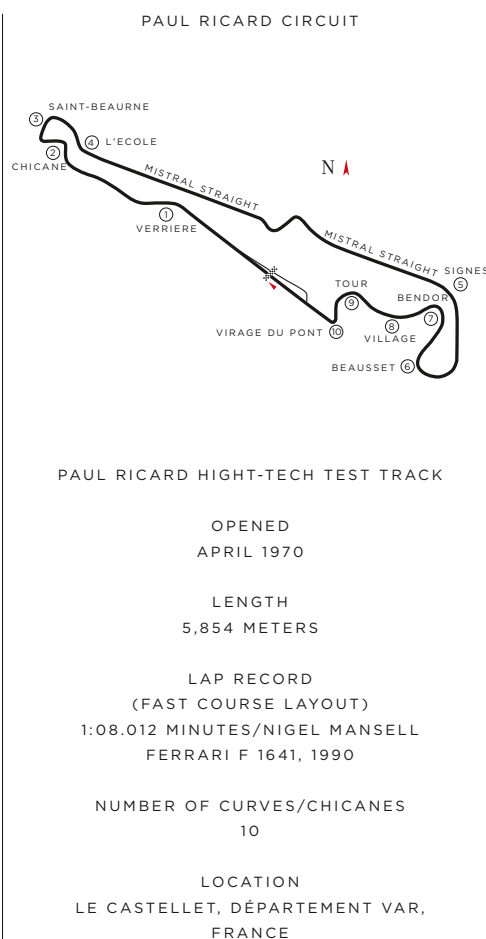 PAUL RICARD CIRCUIT
SAINT-BEAURNE
3
4 L'ECOLE
2
CHICANE
N
MISTRAL STRAIGHT
1
VERRIERE
MISTRAL STRAIGHT
SIGNES
5
TOUR
9
BENDOR
7
8
VILLAGE
VIRAGE DU PONT 10
BEAUSSET 6
PAUL RICARD HIGHT-TECH TEST TRACK
OPENED
APRIL 1970
LENGTH
5,854 METERS
LAP RECORD
(FAST COURSE LAYOUT)
1:08.012 MINUTES/NIGEL MANSELL
FERRARI F 1641, 1990
NUMBER OF CURVES/CHICANES
10
LOCATION
LE CASTELLET, DÉPARTEMENT VAR,
FRANCE